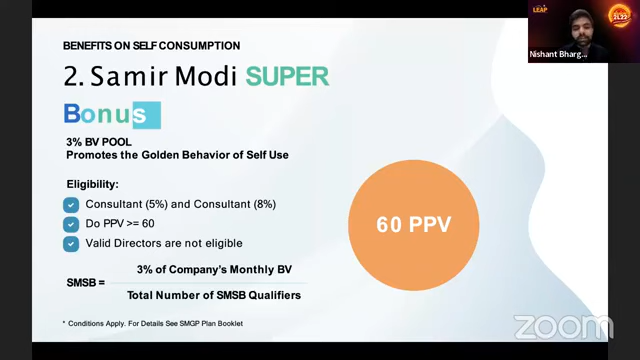 BENEFITS ON SELF CONSUMPTION
2. Samir Modi SUPER
Bonus
3% BV POOL
Promotes the Golden Behavior of Self Use
Eligibility:
Consultant (5%) and Consultant (8%)
Do PPV >= 60
Valid Directors are not eligible
SMSB =
3% of Company's Monthly BV
Total Number of SMSB Qualifiers
* Conditions Apply. For Details See SMGP Plan Booklet
60 PPV
LEAP
2L22
Nishant Bharg...
zoom